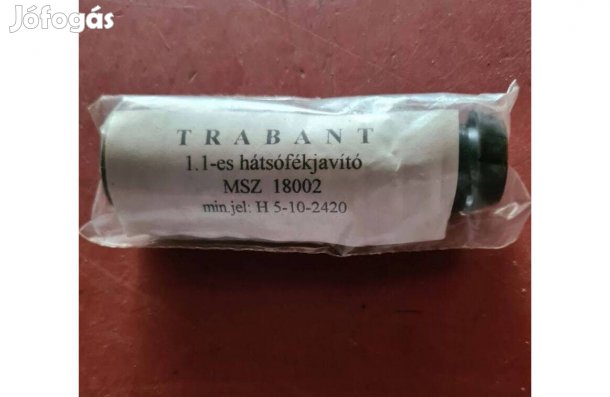 Jófogás
TRABANT
1.1-es hátsófékjavító
MSZ 18002
min.jel: H 5-10-2420